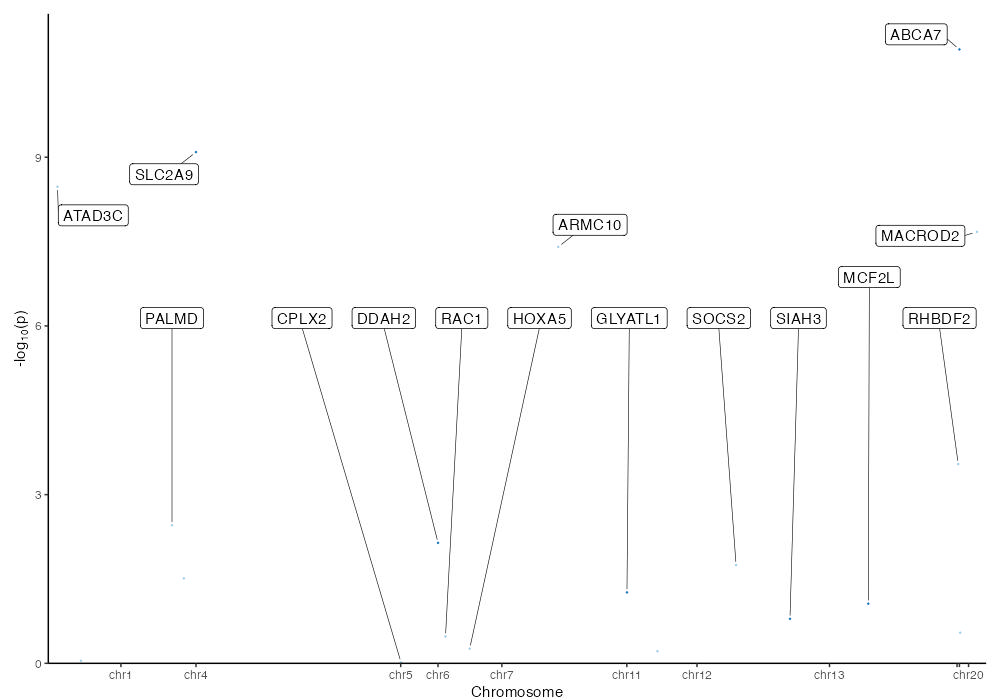 ABCA7
9
SLC2A9
ATAD3C
ARMC10
MACROD2
MCF2L
6
PALMD
CPLX2
DDAH2
RAC1
HOXA5
GLYATL1
SOCS2
SIAH3
RHBDF2
-log10(p)
3
0
chr1
chr4
chr5
chr6
chr7
chr11
chr12
chr13
chr20
Chromosome